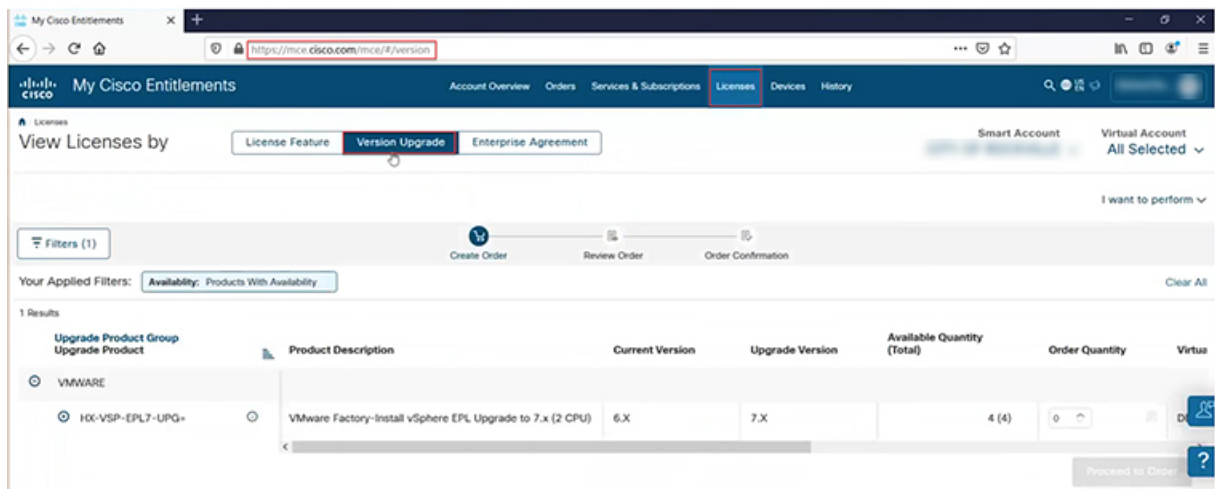 My Cisco Entitlements
https://mce.cisco.com/mce/#/version
CISCO
My Cisco Entitlements
Account Overview Orders Services & Subscriptions Licenses Devices History
Licenses
View Licenses by
License Feature Version Upgrade Enterprise Agreement
Smart Account
Virtual Account
All Selected
I want to perform
Filters (1)
Create Order Review Order Order Confirmation
Your Applied Filters: Availablity: Products With Availability Clear All
1 Results
Upgrade Product Group
Upgrade Product Product Description Current Version Upgrade Version Available Quantity (Total) Order Quantity Virtua
VMWARE
HX-VSP-EPL7-UPG= VMware Factory-Install vSphere EPL Upgrade to 7.x (2 CPU) 6.X 7.X 4 (4) 0
?
Proceed to Order